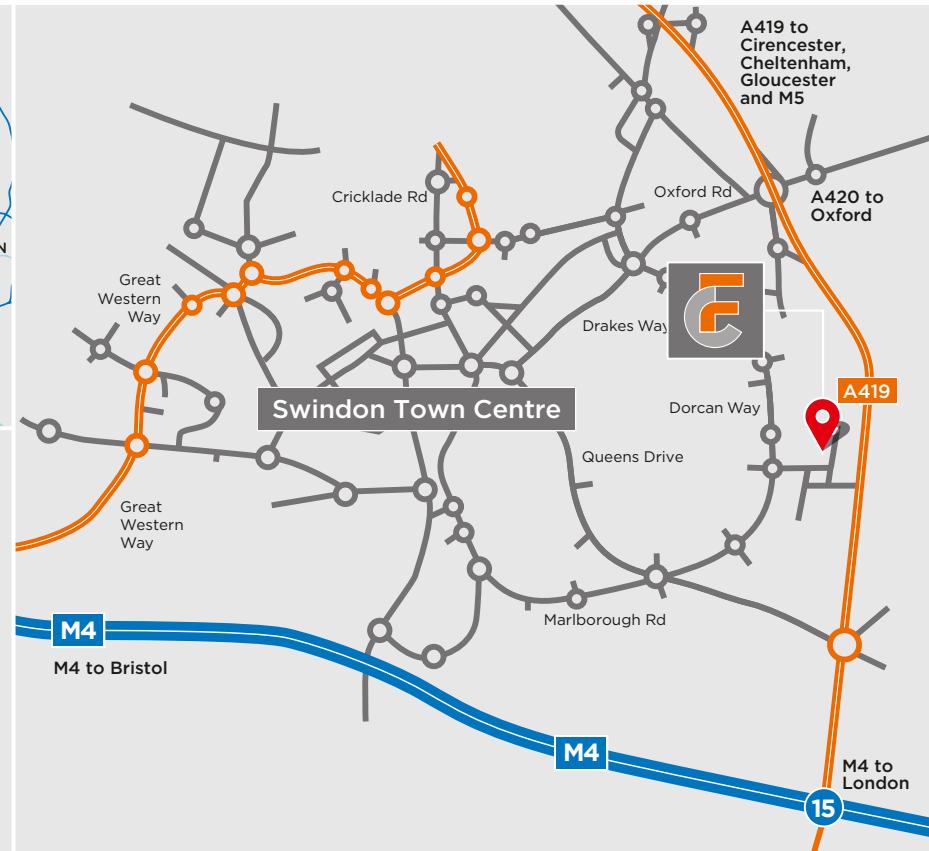 A419 to
Cirencester,
Cheltenham,
Gloucester
and M5
Cricklade Rd
Oxford Rd
A420 to
Oxford
N
Great
Western
Way
Drakes Way
A419
Swindon Town Centre
Dorcan Way
Queens Drive
Great
Western
Way
Marlborough Rd
M4
M4 to Bristol
M4
M4 to
London
15